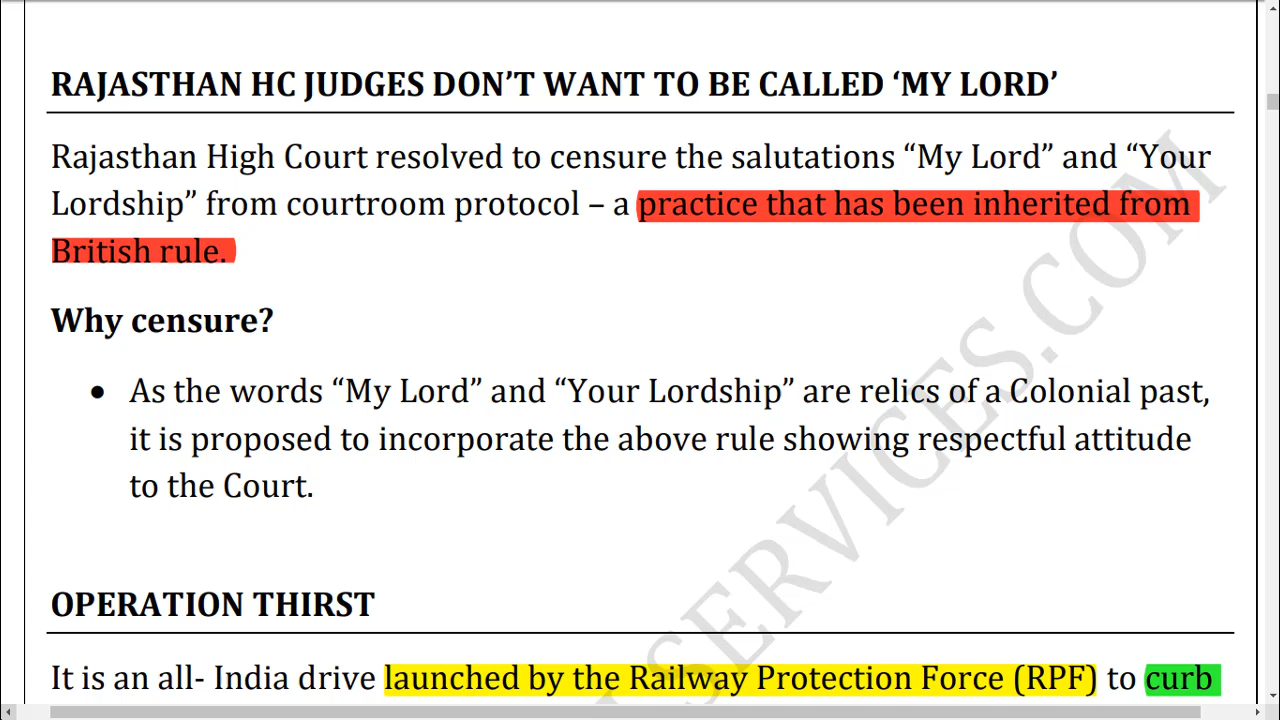 RAJASTHAN HC JUDGES DON’T WANT TO BE CALLED ‘MY LORD’
Rajasthan High Court resolved to censure the salutations “My Lord” and “Your
Lordship” from courtroom protocol – a practice that has been inherited from
British rule.
Why censure?
• As the words “My Lord” and “Your Lordship” are relics of a Colonial past,
it is proposed to incorporate the above rule showing respectful attitude
to the Court.
OPERATION THIRST
It is an all- India drive launched by the Railway Protection Force (RPF) to curb
SERVICES.COM